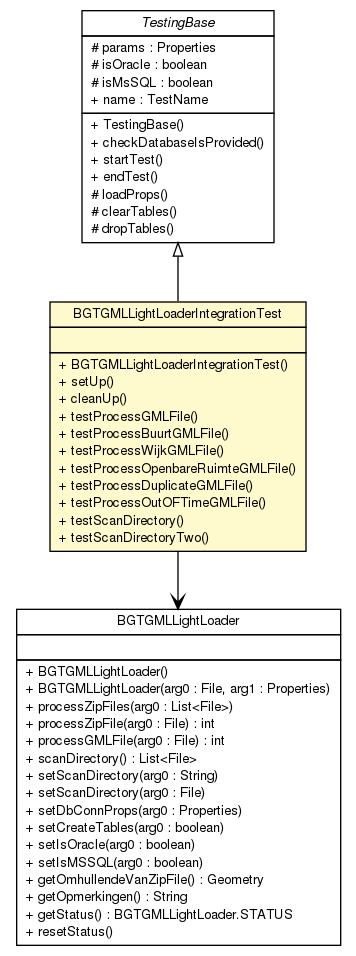 TestingBase
# params : Properties
# isOracle : boolean
# isMsSQL : boolean
+ name : TestName
+ TestingBase()
+ checkDatabaseIsProvided()
+ startTest()
+ endTest()
# loadProps()
# clearTables()
# dropTables()
BGTGMLLightLoaderIntegrationTest
+ BGTGMLLightLoaderIntegrationTest()
+ setUp()
+ cleanUp()
+ testProcessGMLFile()
+ testProcessBuurtGMLFile()
+ testProcessWijkGMLFile()
+ testProcessOpenbareRuimteGMLFile()
+ testProcessDuplicateGMLFile()
+ testProcessOutOFTimeGMLFile()
+ testScanDirectory()
+ testScanDirectoryTwo()
BGTGMLLightLoader
+ BGTGMLLightLoader()
+ BGTGMLLightLoader(arg0 : File, arg1 : Properties)
+ processZipFiles(arg0 : List<File>)
+ processZipFile(arg0 : File) : int
+ processGMLFile(arg0 : File) : int
+ scanDirectory() : List<File>
+ setScanDirectory(arg0 : String)
+ setScanDirectory(arg0 : File)
+ setDbConnProps(arg0 : Properties)
+ setCreateTables(arg0 : boolean)
+ setIsOracle(arg0 : boolean)
+ setIsMSSQL(arg0 : boolean)
+ getOmhullendeVanZipFile() : Geometry
+ getOpmerkingen() : String
+ getStatus() : BGTGMLLightLoader.STATUS
+ resetStatus()